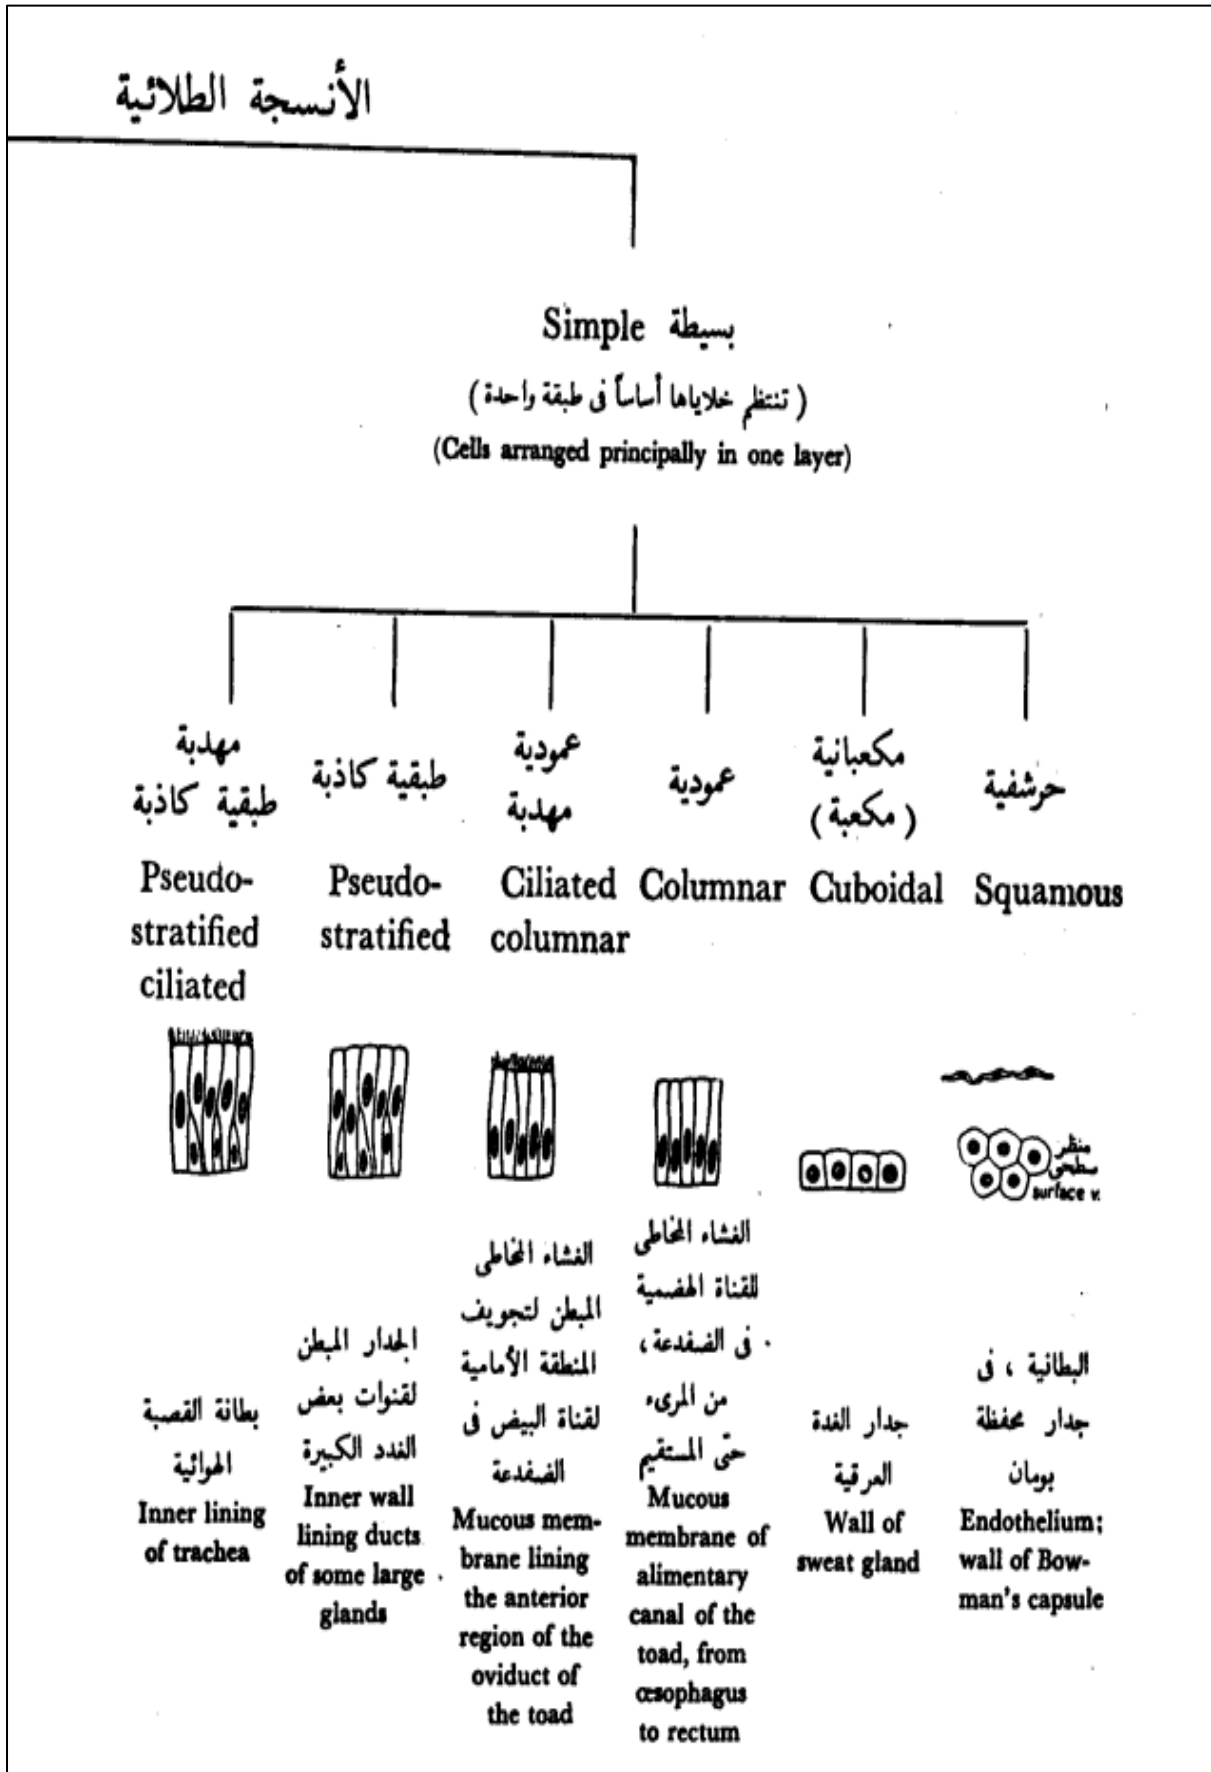 الأنسجة الطلائية
Simple بسيطة
( تنتظم خلاياها أساساً فى طبقة واحدة )
(Cells arranged principally in one layer)
مهدبة
طبقية كاذبة
Pseudo-
stratified
ciliated
طبقية كاذبة
Pseudo-
stratified
عمودية
مهدبة
Ciliated
columnar
عمودية
Columnar
مكعبانية
( مكعبة )
Cuboidal
حرشفية
Squamous
منظر
سطحى
surface v.
بطانة القصبة
الهوائية
Inner lining
of trachea
الجدار المبطن
لقنوات بعض
الغدد الكبيرة
Inner wall
lining ducts
of some large
glands
الغشاء المخاطى
المبطن لتجويف
المنطقة الأمامية
لقناة البيض فى
الضفدعة
Mucous mem-
brane lining
the anterior
region of the
oviduct of
the toad
الغشاء المخاطى
للقناة الهضمية
فى الضفدعة ،
من المرىء
حتى المستقيم
Mucous
membrane of
alimentary
canal of the
toad, from
œsophagus
to rectum
جدار الغدة
العرقية
Wall of
sweat gland
البطانية ، فى
جدار محفظة
بومان
Endothelium;
wall of Bow-
man's capsule